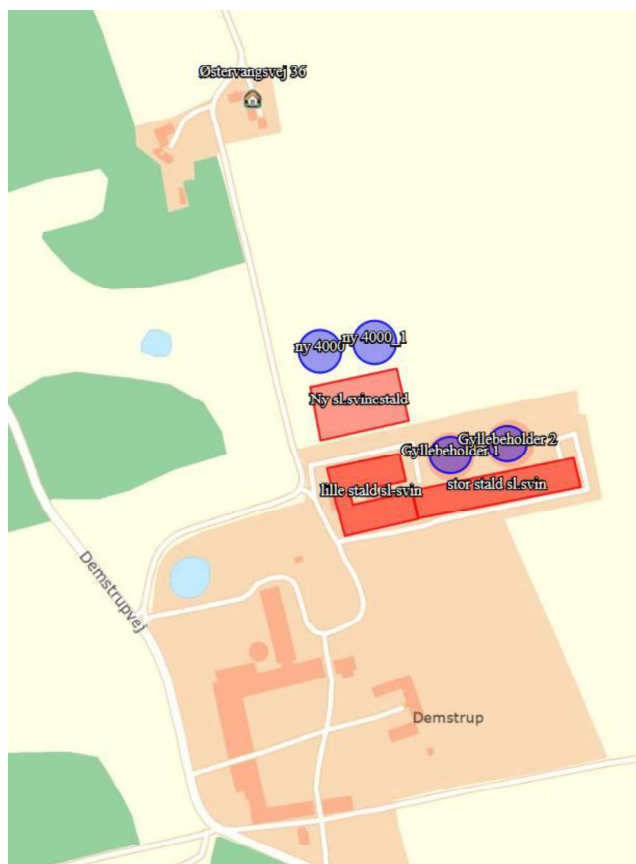 Østervangsvej 36
ny 4000
ny 4000_1
Ny sl.svinestald
Gyllebeholder 1
Gyllebeholder 2
lille stald sl-svin
stor stald sl.svin
Demstrupvej
Demstrup